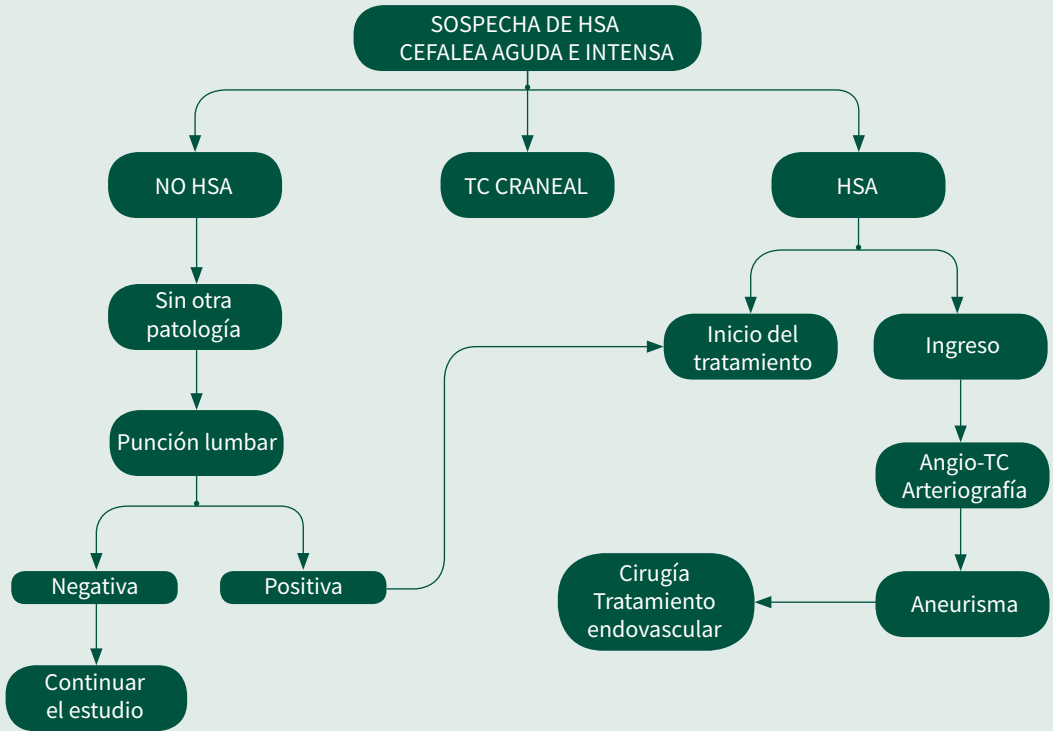 SOSPECHA DE HSA
CEFALEA AGUDA E INTENSA
NO HSA
TC CRANEAL
HSA
Sin otra
patología
Inicio del
tratamiento
Ingreso
Punción lumbar
Angio-TC
Arteriografía
Negativa
Positiva
Cirugía
Tratamiento
endovascular
Aneurisma
Continuar
el estudio